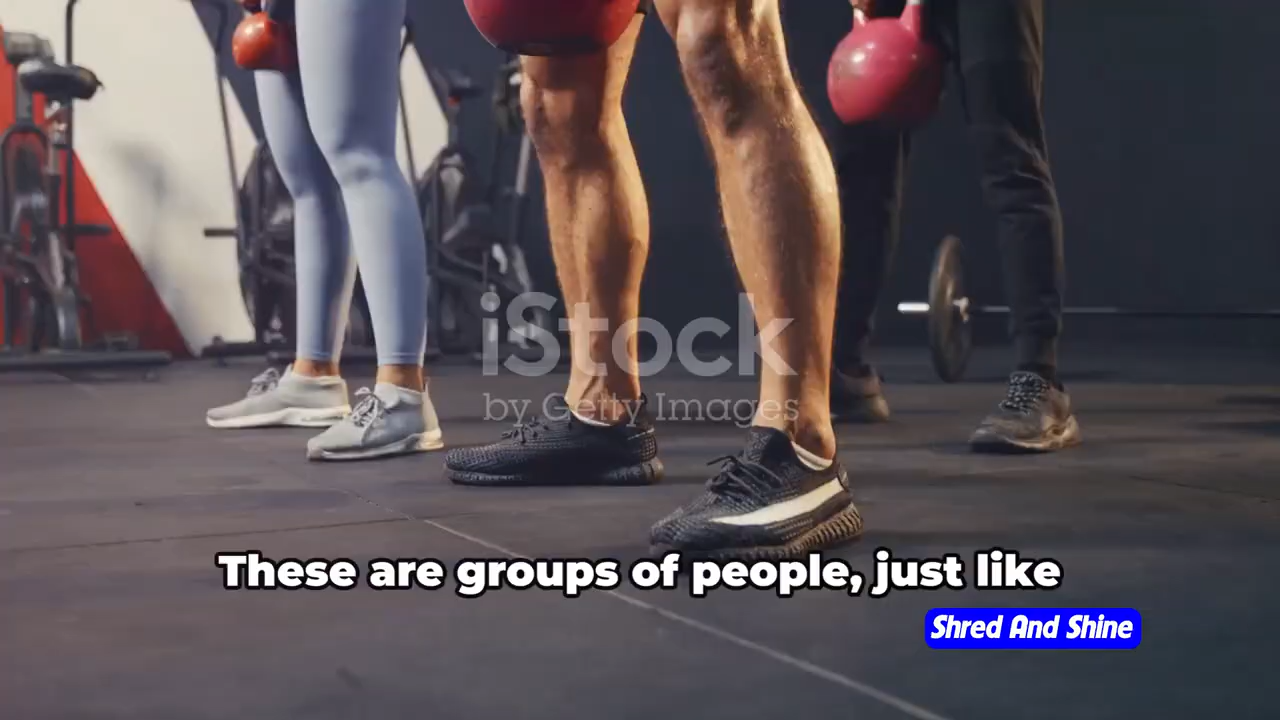 iStock
by Getty Images
These are groups of people, just like
Shred And Shine